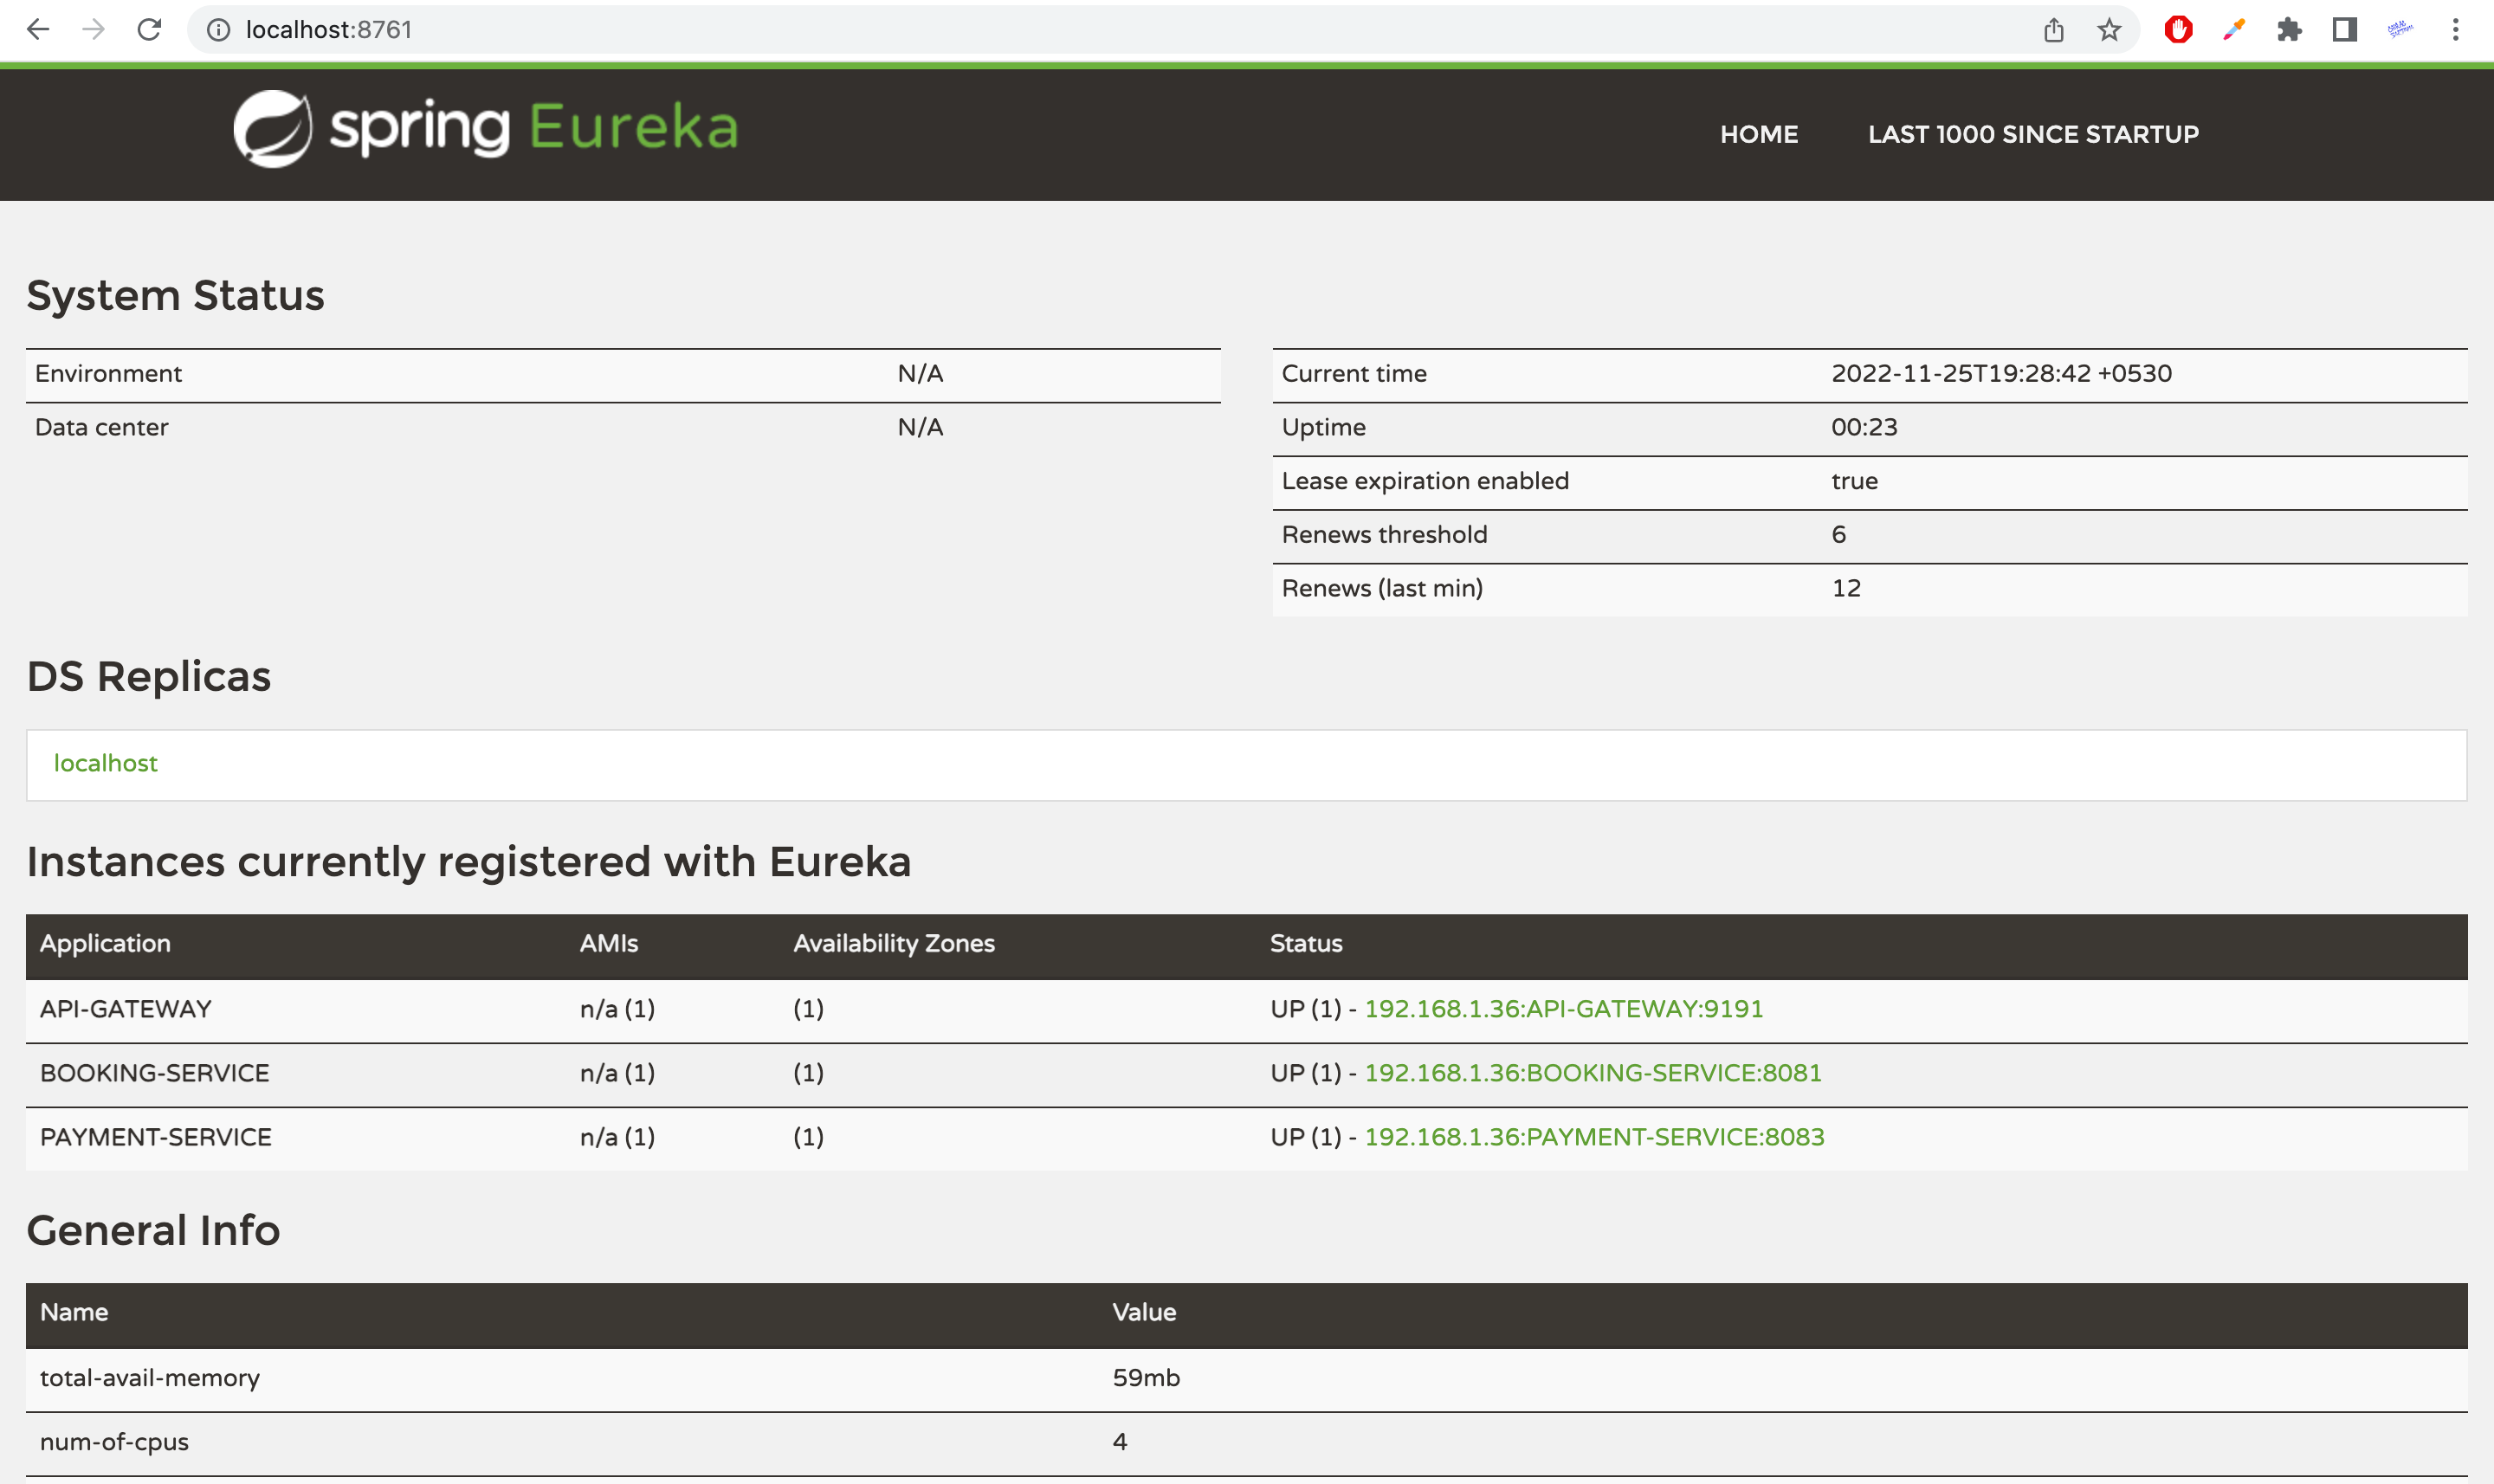 localhost:8761
spring Eureka
HOME LAST 1000 SINCE STARTUP
System Status
Environment N/A
Data center N/A
Current time 2022-11-25T19:28:42 +0530
Uptime 00:23
Lease expiration enabled true
Renews threshold 6
Renews (last min) 12
DS Replicas
localhost
Instances currently registered with Eureka
Application AMIs Availability Zones Status
API-GATEWAY n/a (1) (1) UP (1) - 192.168.1.36:API-GATEWAY:9191
BOOKING-SERVICE n/a (1) (1) UP (1) - 192.168.1.36:BOOKING-SERVICE:8081
PAYMENT-SERVICE n/a (1) (1) UP (1) - 192.168.1.36:PAYMENT-SERVICE:8083
General Info
Name Value
total-avail-memory 59mb
num-of-cpus 4